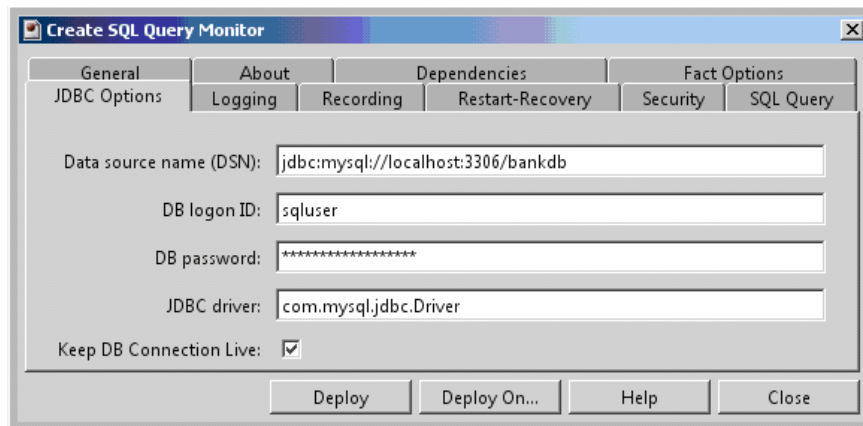 Create SQL Query Monitor
General About Dependencies Fact Options
JDBC Options Logging Recording Restart-Recovery Security SQL Query
Data source name (DSN): jdbc:mysql://localhost:3306/bankdb
DB logon ID: sqluser
DB password: ******************
JDBC driver: com.mysql.jdbc.Driver
Keep DB Connection Live:
Deploy Deploy On... Help Close